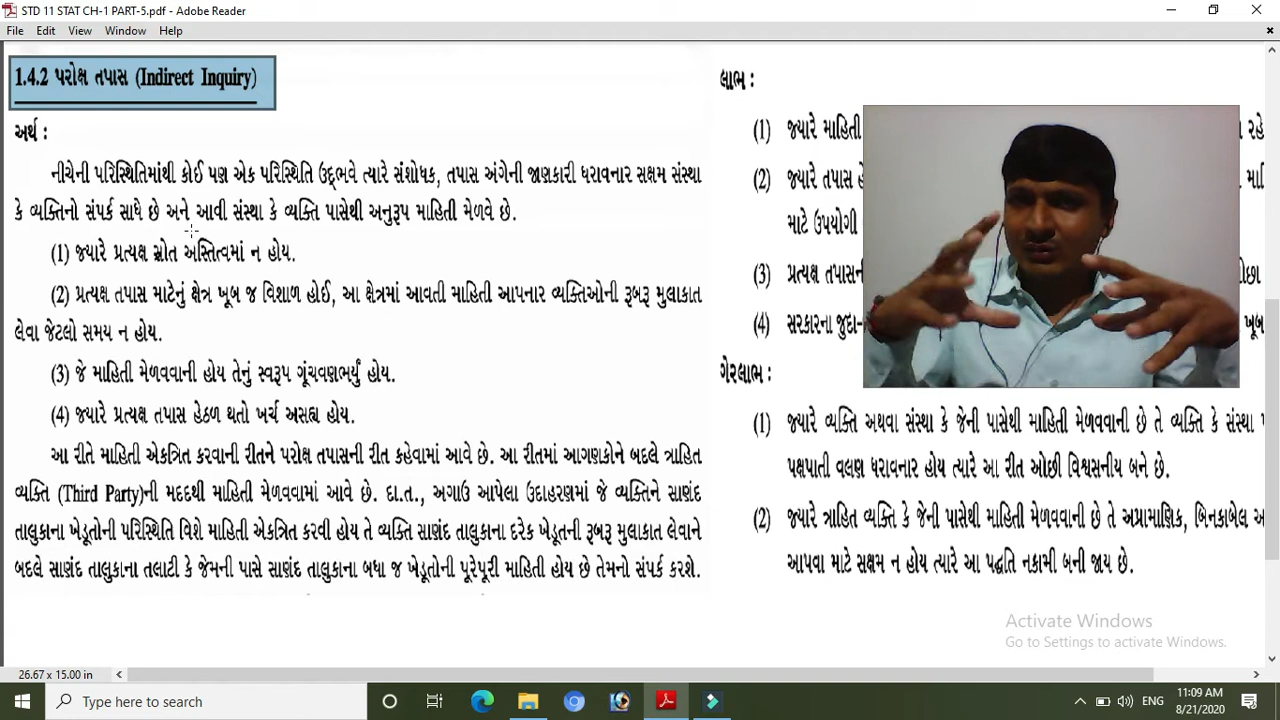 STD 11 STAT CH-1 PART-5.pdf - Adobe Reader
File Edit View Window Help
1.4.2 પરોક્ષ તપાસ (Indirect Inquiry)
અર્થ :
નીચેની પરિસ્થિતિમાંથી કોઈ પણ એક પરિસ્થિતિ ઉદ્દભવે ત્યારે સંશોધક, તપાસ અંગેની જાણકારી ધરાવનાર સક્ષમ સંસ્થા
કે વ્યક્તિનો સંપર્ક સાધે છે અને આવી સંસ્થા કે વ્યક્તિ પાસેથી અનુરૂપ માહિતી મેળવે છે.
(1) જ્યારે પ્રત્યક્ષ સ્રોત અસ્તિત્વમાં ન હોય.
(2) પ્રત્યક્ષ તપાસ માટેનું ક્ષેત્ર ખૂબ જ વિશાળ હોઈ, આ ક્ષેત્રમાં આવતી માહિતી આપનાર વ્યક્તિઓની રૂબરૂ મુલાકાત
લેવા જેટલો સમય ન હોય.
(3) જે માહિતી મેળવવાની હોય તેનું સ્વરૂપ ગૂંચવણભર્યું હોય.
(4) જ્યારે પ્રત્યક્ષ તપાસ હેઠળ થતો ખર્ચ અસહ્ય હોય.
આ રીતે માહિતી એકત્રિત કરવાની રીતને પરોક્ષ તપાસની રીત કહેવામાં આવે છે. આ રીતમાં આગણકોને બદલે ત્રાહિત
વ્યક્તિ (Third Party)ની મદદથી માહિતી મેળવવામાં આવે છે. દા.ત., અગાઉ આપેલા ઉદાહરણમાં જે વ્યક્તિને સાણંદ
તાલુકાના ખેડૂતોની પરિસ્થિતિ વિશે માહિતી એકત્રિત કરવી હોય તે વ્યક્તિ સાણંદ તાલુકાના દરેક ખેડૂતની રૂબરૂ મુલાકાત લેવાને
બદલે સાણંદ તાલુકાના તલાટી કે જેમની પાસે સાણંદ તાલુકાના બધા જ ખેડૂતોની પૂરેપૂરી માહિતી હોય છે તેમનો સંપર્ક કરશે.
લાભ :
(1) જ્યારે માહિતી રહે
(2) જ્યારે તપાસ
માટે ઉપયોગી
(3) પ્રત્યક્ષ તપાસની
(4) સરકારના જુદા- ખૂબ
ગેરલાભ :
(1) જ્યારે વ્યક્તિ અથવા સંસ્થા કે જેની પાસેથી માહિતી મેળવવાની છે તે વ્યક્તિ કે સંસ્થા
પક્ષપાતી વલણ ધરાવનાર હોય ત્યારે આ રીત ઓછી વિશ્વસનીય બને છે.
(2) જ્યારે ત્રાહિત વ્યક્તિ કે જેની પાસેથી માહિતી મેળવવાની છે તે અપ્રામાણિક, બિનકાબેલ
આપવા માટે સક્ષમ ન હોય ત્યારે આ પદ્ધતિ નકામી બની જાય છે.
Activate Windows
Go to Settings to activate Windows.
26.67 x 15.00 in
Type here to search
ENG
11:09 AM
8/21/2020